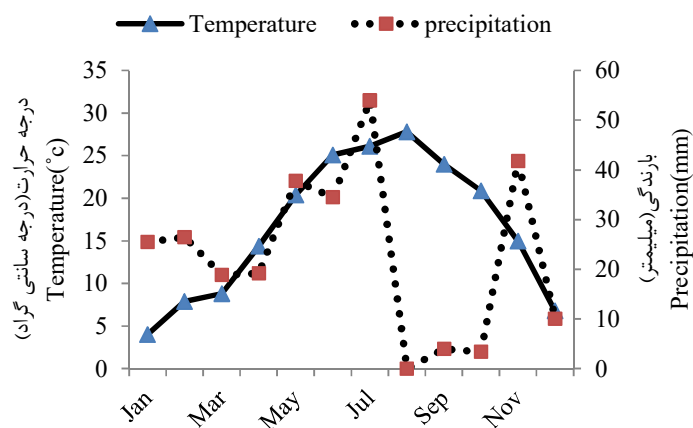 Temperature precipitation
درجه حرارت(درجه سانتی گراد)
Temperature(˚c)
35
30
25
20
15
10
5
0
60
50
40
30
20
10
0
بارندگی(میلیمتر)
Precipitation(mm)
Jan Mar May Jul Sep Nov